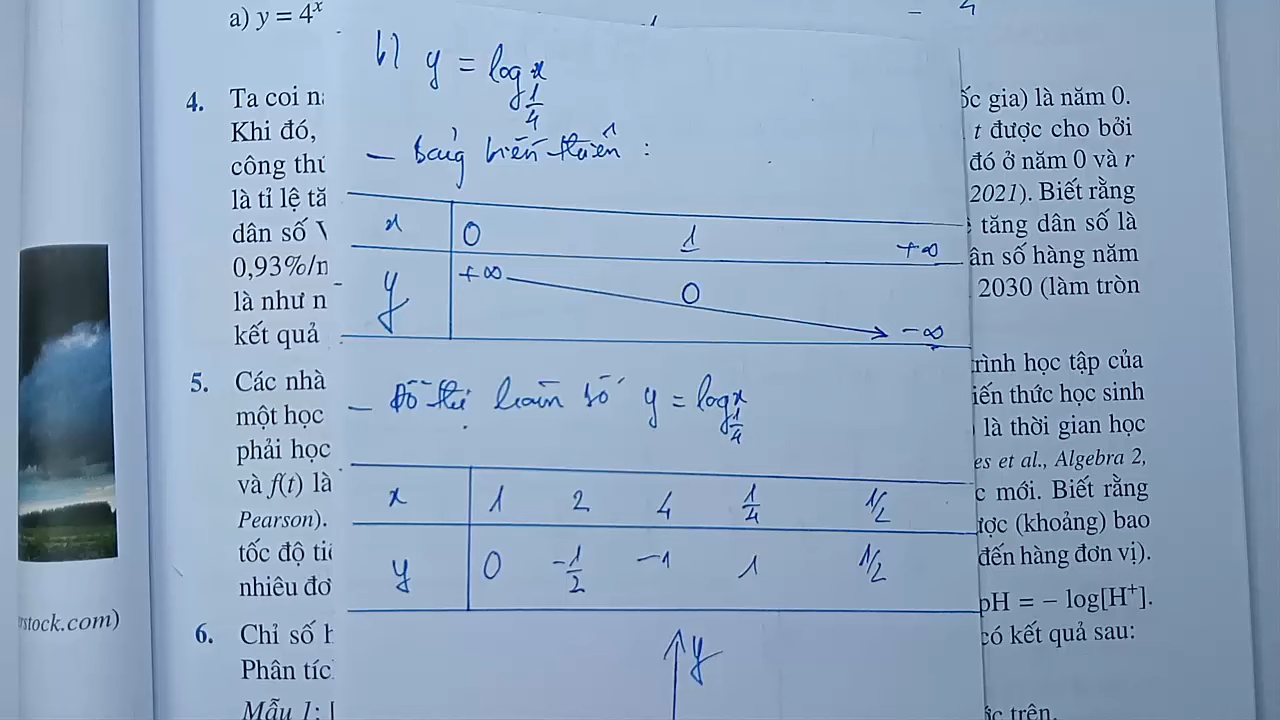 a) y = 4ˣ
4
b) y = log_{1/4} x
- Bảng biến thiên :
x 0 1 +∞
y +∞ 0 -∞
- Đồ thị hàm số y = log_{1/4} x
x 1 2 4 1/4 1/2
y 0 -1/2 -1 1 1/2
y
4. Ta coi
Khi đó,
công thứ
là tỉ lệ tă
dân số V
0,93%/n
là như n
kết quả
5. Các nhà
một học
phải học
và f(t) là
Pearson).
tốc độ tiế
nhiêu đơ
6. Chỉ số
Phân tíc
Mẫu 1:
ốc gia) là năm 0.
t được cho bởi
đó ở năm 0 và r
2021). Biết rằng
tăng dân số là
ân số hàng năm
2030 (làm tròn
rình học tập của
iến thức học sinh
là thời gian học
es et al., Algebra 2,
c mới. Biết rằng
ược (khoảng) bao
đến hàng đơn vị).
pH = – log[H⁺].
có kết quả sau:
ức trên.
rstock.com)